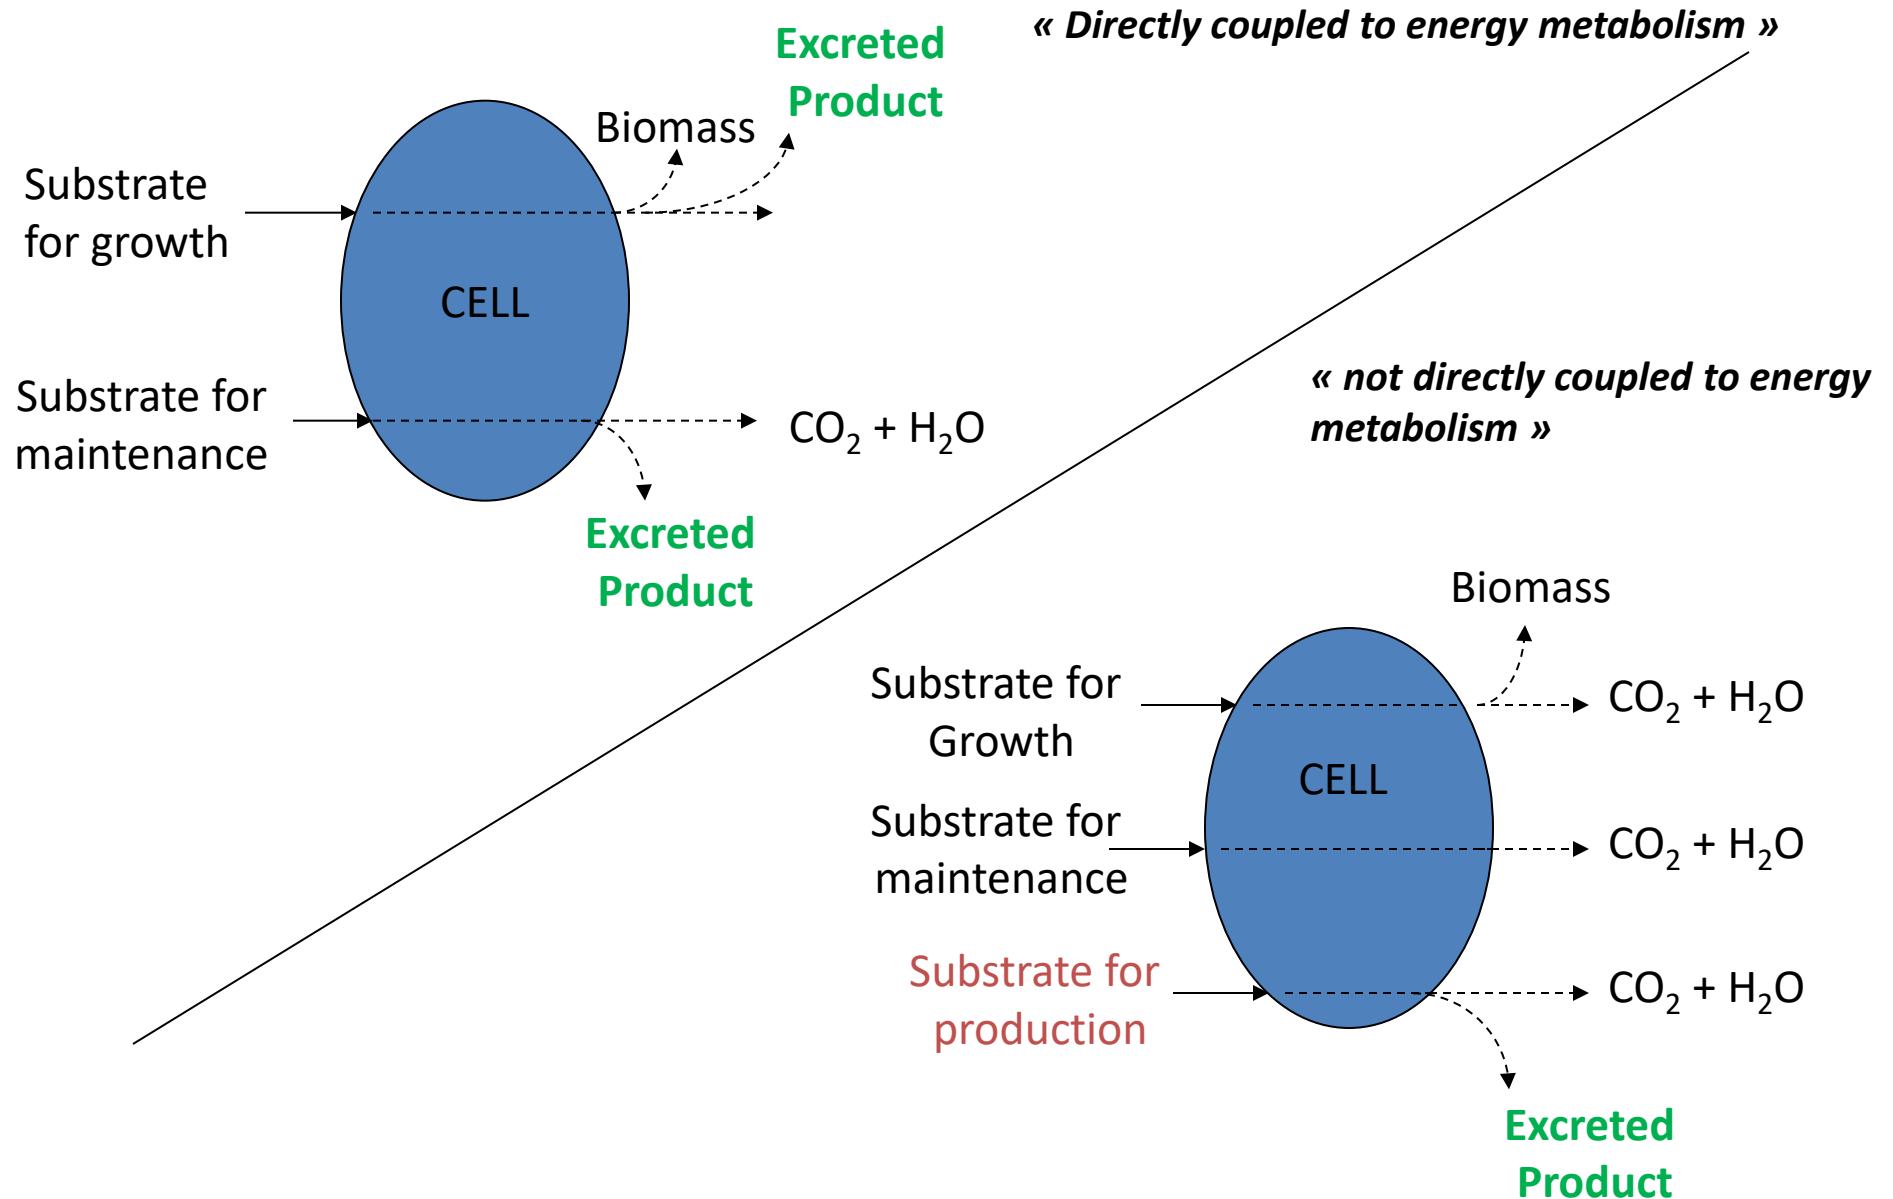 « Directly coupled to energy metabolism »
Excreted
Product
Biomass
Substrate
for growth
CELL
Substrate for
maintenance
CO₂ + H₂O
Excreted
Product
« not directly coupled to energy
metabolism »
Biomass
Substrate for
Growth
CO₂ + H₂O
CELL
Substrate for
maintenance
CO₂ + H₂O
Substrate for
production
CO₂ + H₂O
Excreted
Product